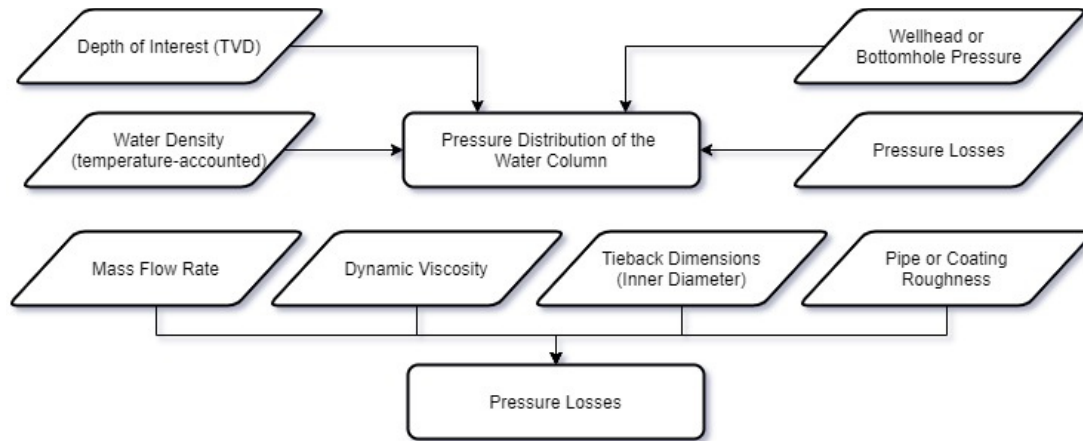 Depth of Interest (TVD)
Wellhead or
Bottomhole Pressure
Water Density
(temperature-accounted)
Pressure Distribution of the
Water Column
Pressure Losses
Mass Flow Rate
Dynamic Viscosity
Tieback Dimensions
(Inner Diameter)
Pipe or Coating
Roughness
Pressure Losses